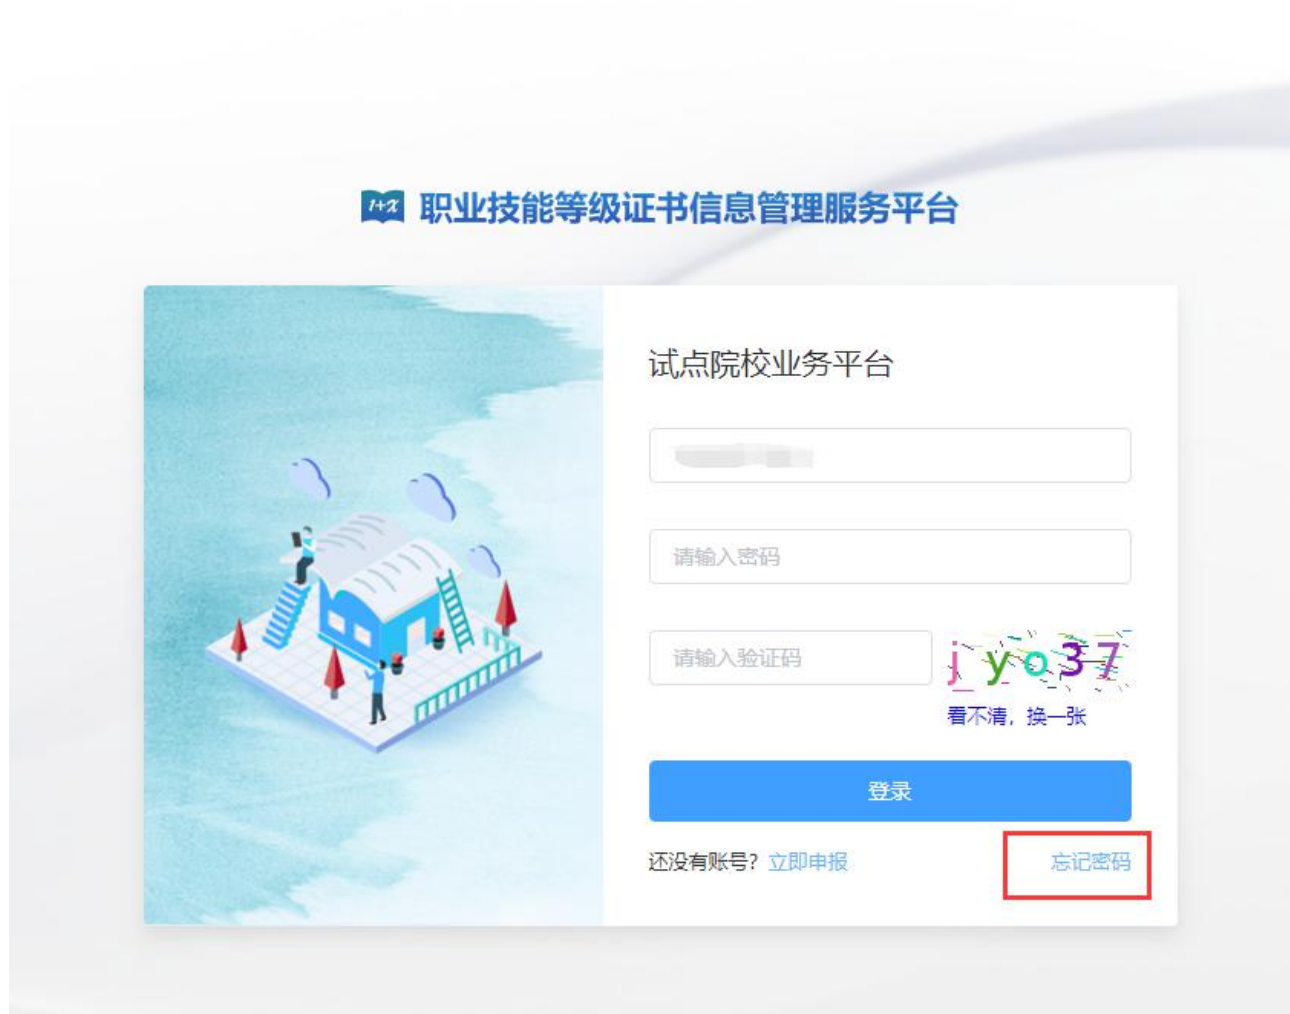 1+X 职业技能等级证书信息管理服务平台
试点院校业务平台
请输入密码
请输入验证码 jyo37
看不清，换一张
登录
还没有账号？立即申报 忘记密码